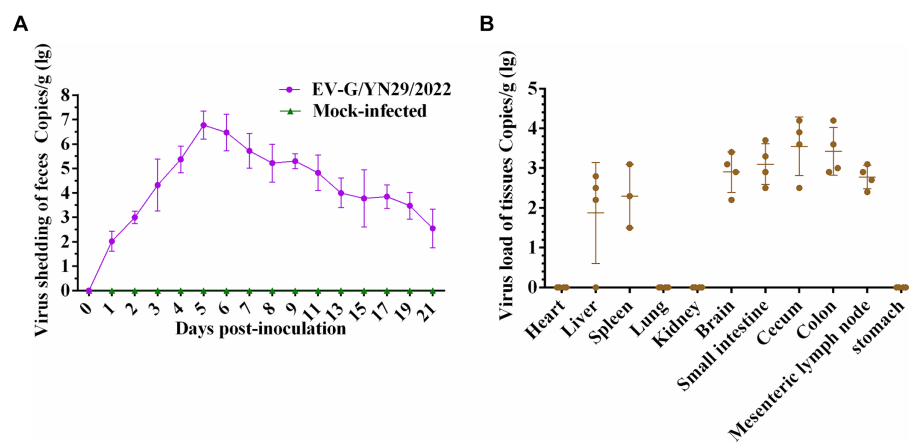 A
B
Virus shedding of feces Copies/g (lg)
8
7
6
5
4
3
2
1
0
EV-G/YN29/2022
Mock-infected
0 1 2 3 4 5 6 7 8 9 11 13 15 17 19 21
Days post-inoculation
Virus load of tissues Copies/g (lg)
5
4
3
2
1
0
Heart
Liver
Spleen
Lung
Kidney
Brain
Small intestine
Cecum
Colon
Mesenteric lymph node
stomach